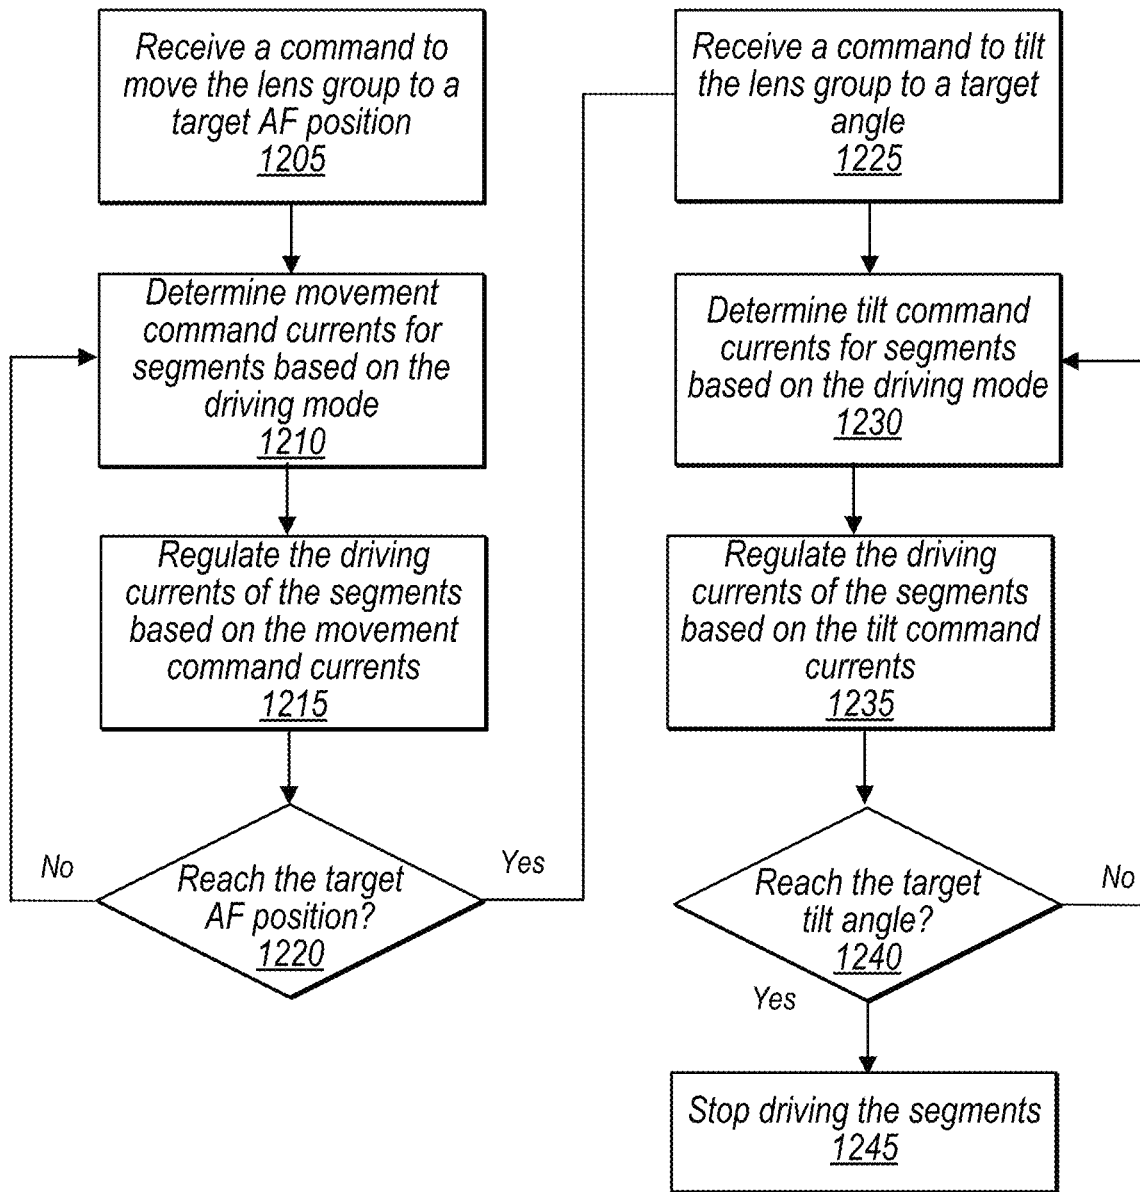 Receive a command to
move the lens group to a
target AF position
1205
Determine movement
command currents for
segments based on the
driving mode
1210
Regulate the driving
currents of the segments
based on the movement
command currents
1215
No
Reach the target
AF position?
1220
Yes
Receive a command to tilt
the lens group to a target
angle
1225
Determine tilt command
currents for segments
based on the driving mode
1230
Regulate the driving
currents of the segments
based on the tilt command
currents
1235
Reach the target
tilt angle?
1240
No
Yes
Stop driving the segments
1245